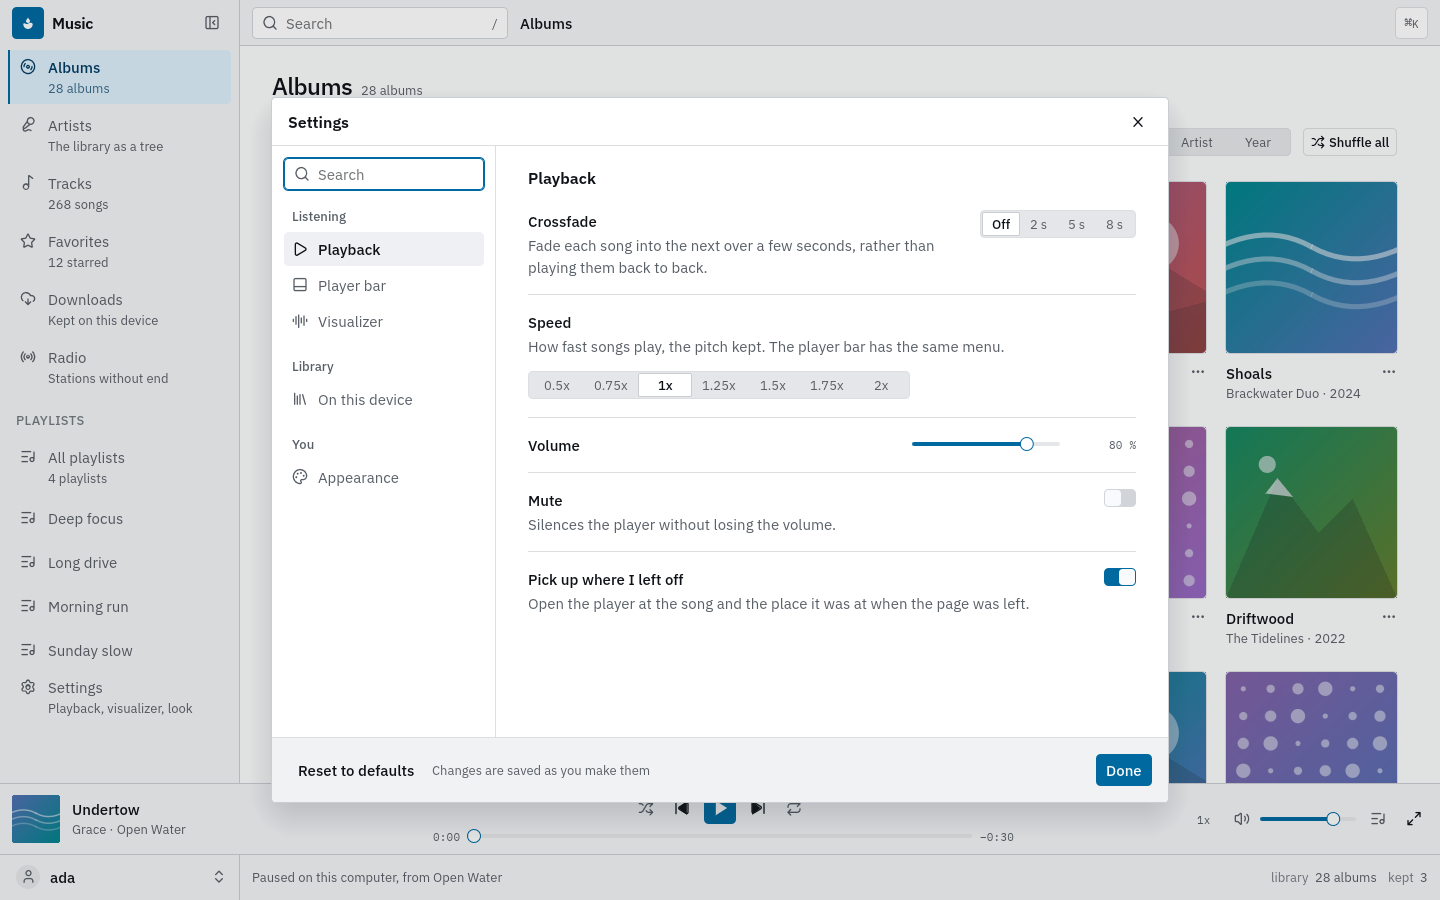 Music
Search /
Albums
⌘K
Albums
28 albums
Artists
The library as a tree
Tracks
268 songs
Favorites
12 starred
Downloads
Kept on this device
Radio
Stations without end
PLAYLISTS
All playlists
4 playlists
Deep focus
Long drive
Morning run
Sunday slow
Settings
Playback, visualizer, look
Albums 28 albums
Artist Year
Shuffle all
Shoals
Brackwater Duo · 2024
Driftwood
The Tidelines · 2022
Settings
Search
Listening
Playback
Player bar
Visualizer
Library
On this device
You
Appearance
Playback
Crossfade
Fade each song into the next over a few seconds, rather than
playing them back to back.
Off 2 s 5 s 8 s
Speed
How fast songs play, the pitch kept. The player bar has the same menu.
0.5x 0.75x 1x 1.25x 1.5x 1.75x 2x
Volume
80 %
Mute
Silences the player without losing the volume.
Pick up where I left off
Open the player at the song and the place it was at when the page was left.
Reset to defaults
Changes are saved as you make them
Done
Undertow
Grace · Open Water
0:00
−0:30
1x
ada
Paused on this computer, from Open Water
library 28 albums kept 3